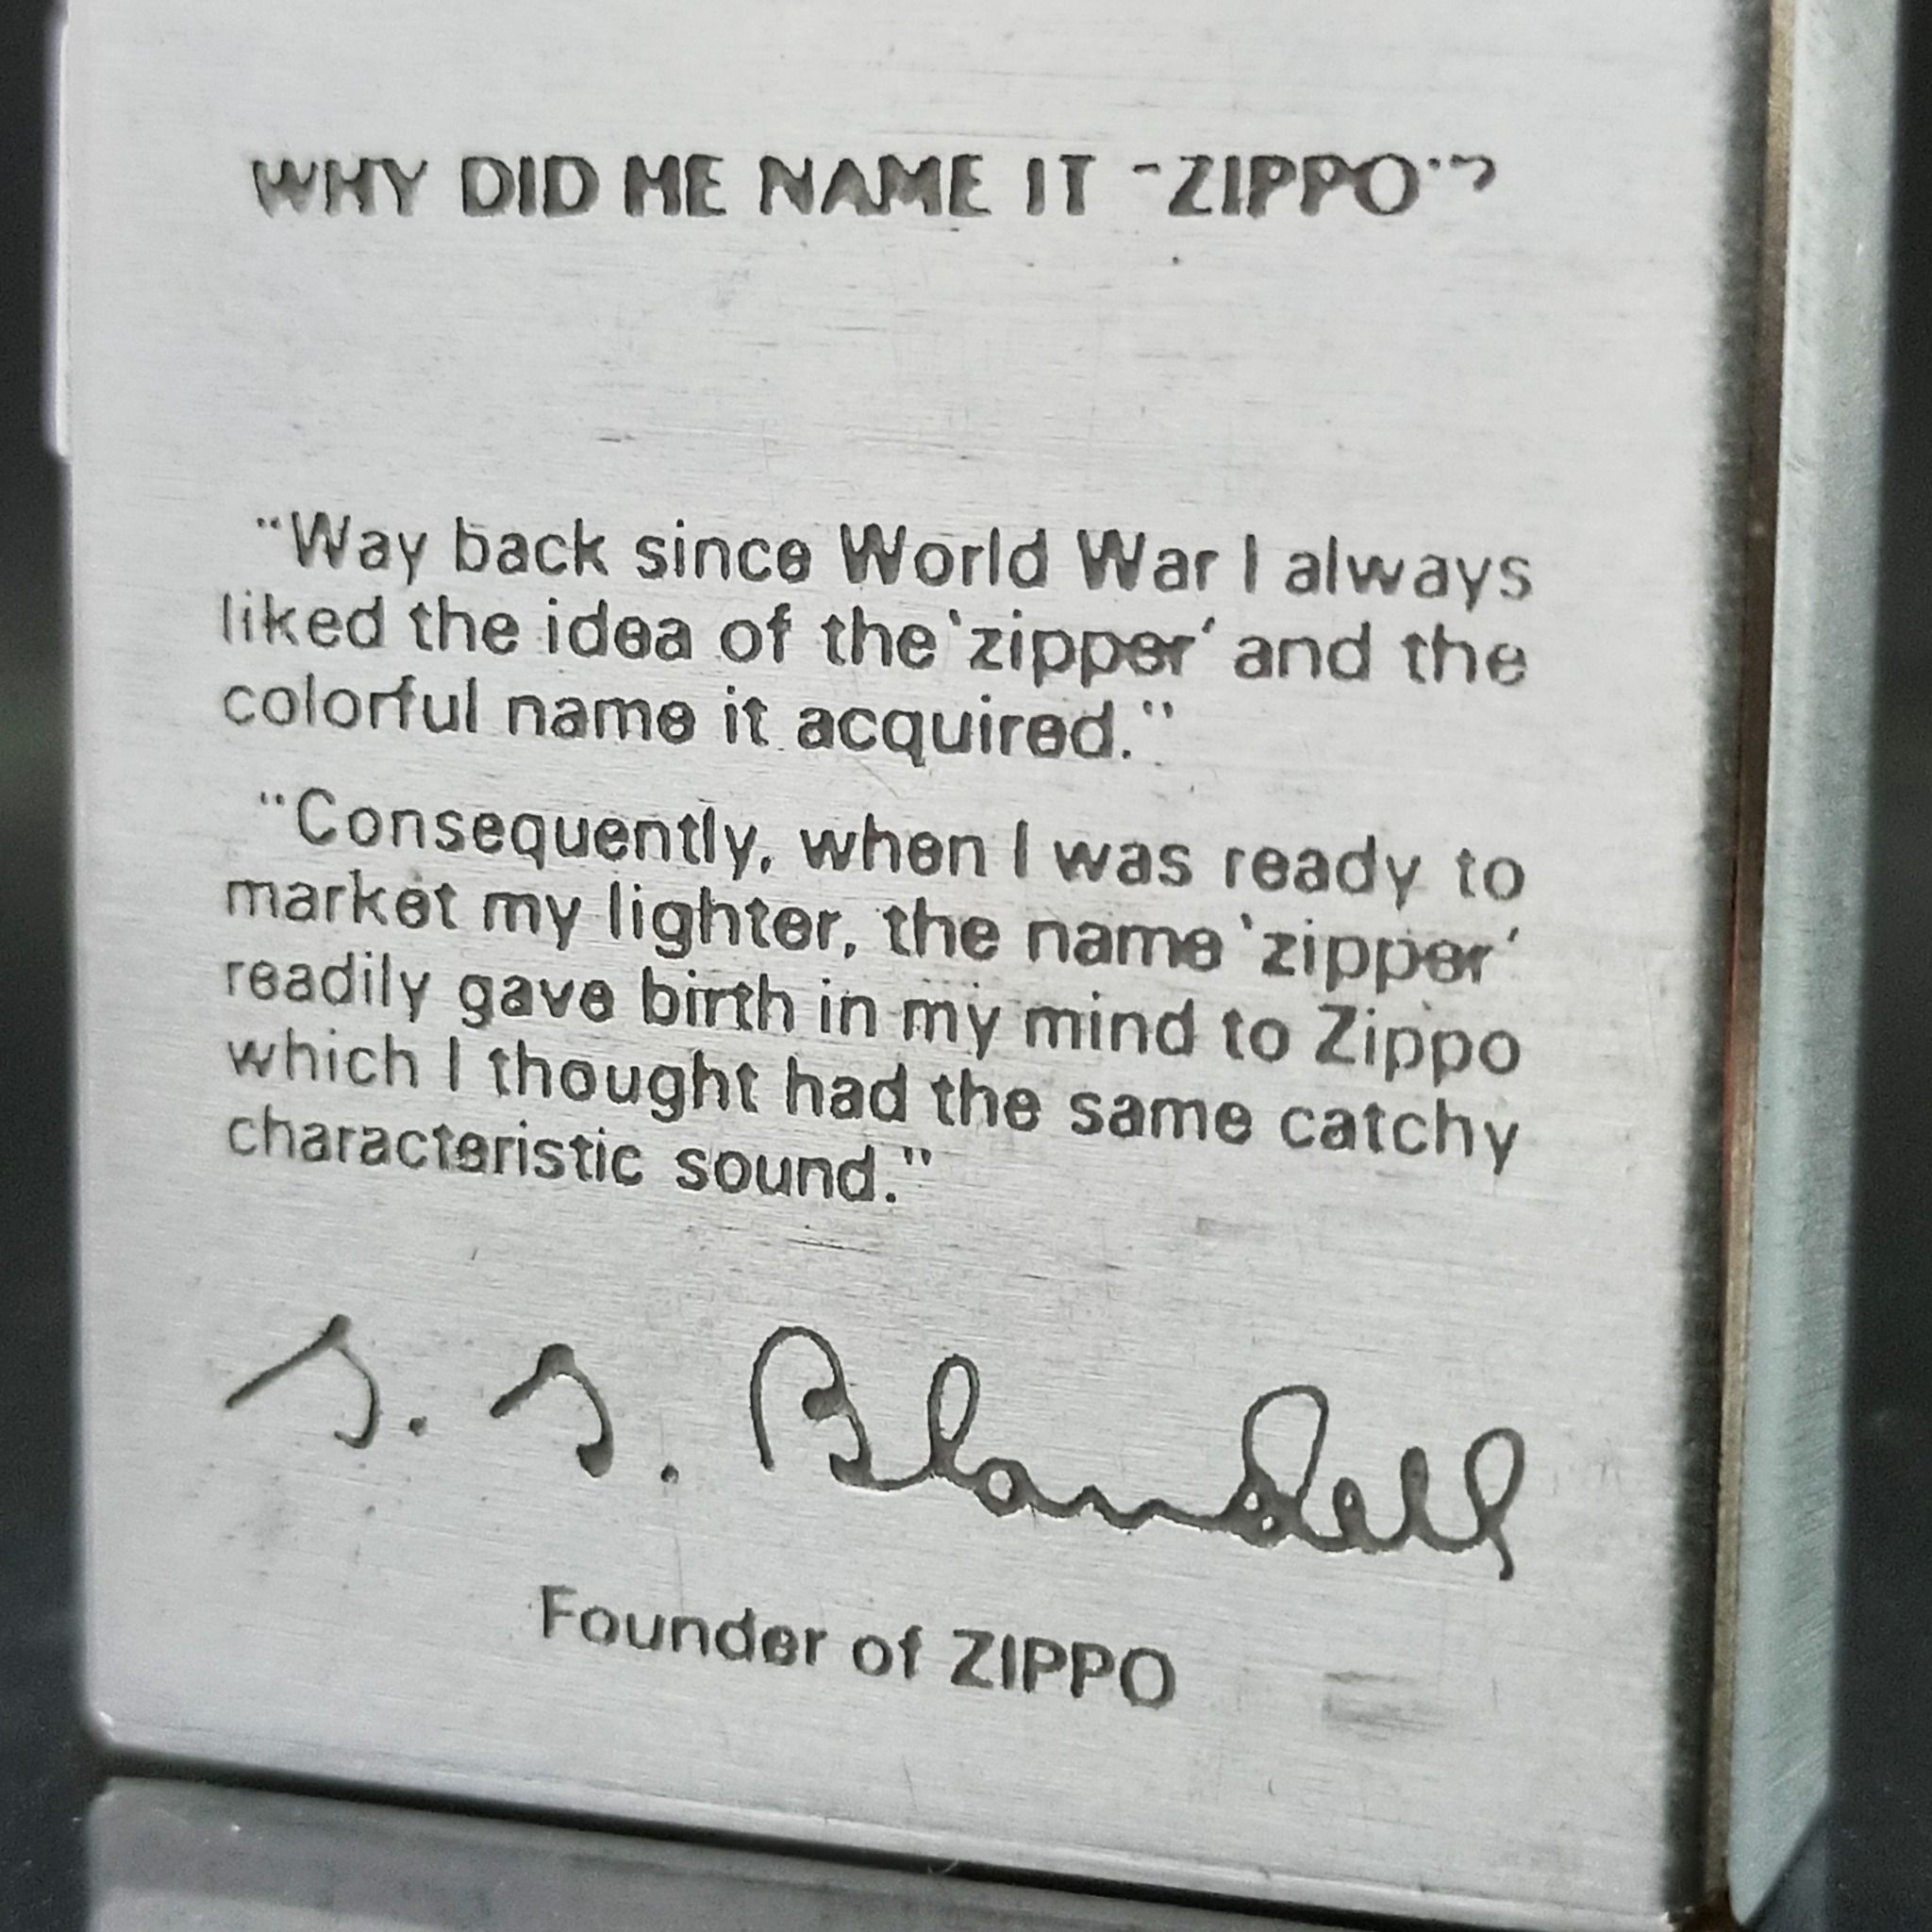 WHY DID HE NAME IT "ZIPPO"?
"Way back since World War I always
liked the idea of the 'zipper' and the
colorful name it acquired."
"Consequently, when I was ready to
market my lighter, the name 'zipper'
readily gave birth in my mind to Zippo
which I thought had the same catchy
characteristic sound."
S. S. Blandell
Founder of ZIPPO